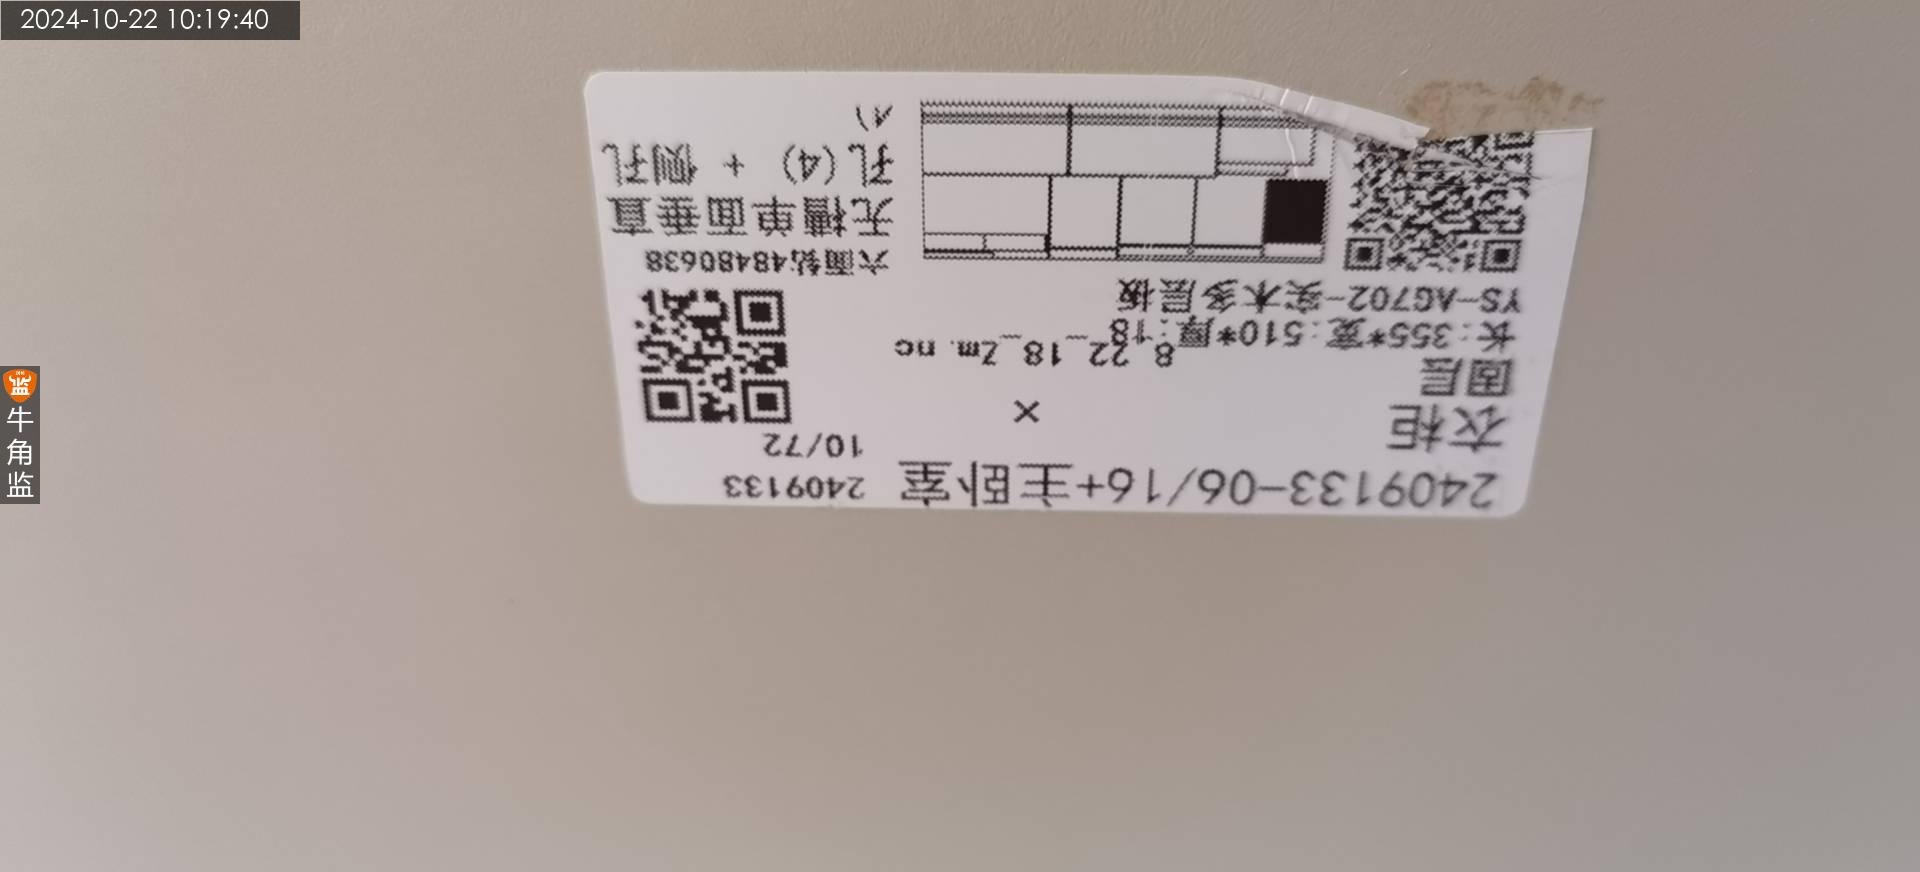 2024-10-22 10:19:40
牛角监
2409133-06/16+主卧室
2409133
衣柜
10/72
固层
8_22_18_Zm.nc
长:355*宽:510*厚:18
YS-AG702-实木多层板
六面钻48480638
无槽单面垂直
孔(4) + 侧孔